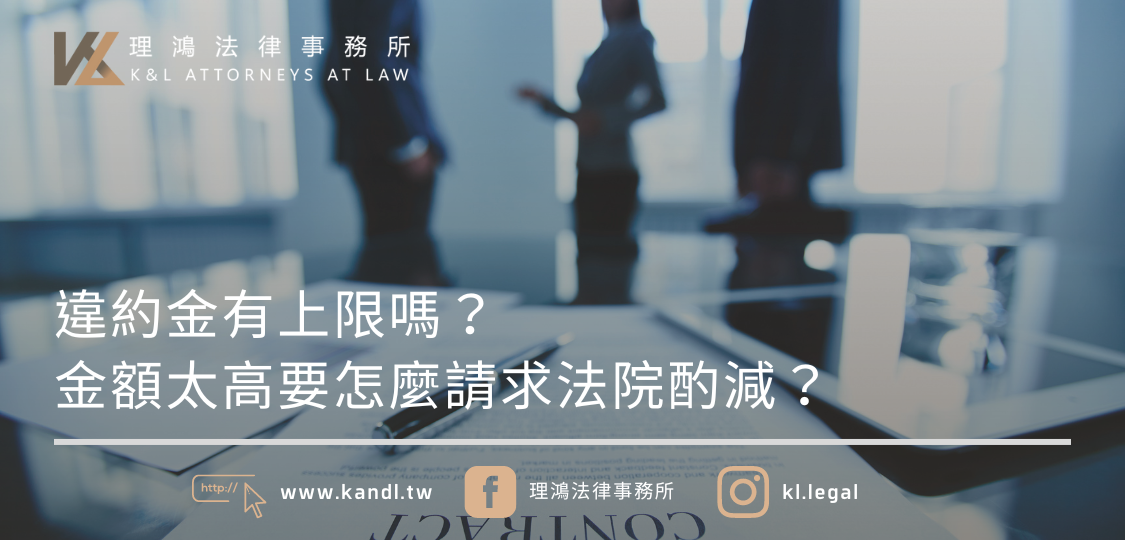 理鴻法律事務所
K&L ATTORNEYS AT LAW
違約金有上限嗎？
金額太高要怎麼請求法院酌減？
http://
www.kandl.tw
理鴻法律事務所
kl.legal
CONTRACT